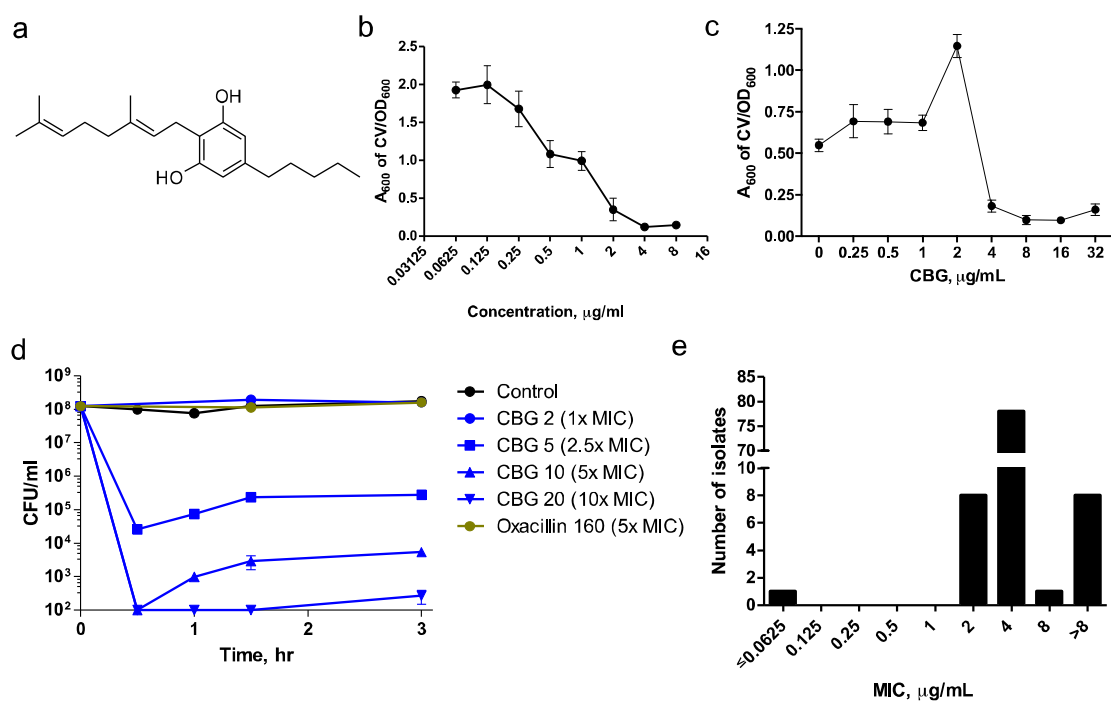 a
OH
HO
b
A600 of CV/OD600
2.5
2.0
1.5
1.0
0.5
0.0
0.03125
0.0625
0.125
0.25
0.5
1
2
4
8
16
Concentration, μg/ml
c
A600 of CV/OD600
1.25
1.00
0.75
0.50
0.25
0.00
0
0.25
0.5
1
2
4
8
16
32
CBG, μg/mL
d
CFU/ml
10^9
10^8
10^7
10^6
10^5
10^4
10^3
10^2
0
1
2
3
Time, hr
Control
CBG 2 (1x MIC)
CBG 5 (2.5x MIC)
CBG 10 (5x MIC)
CBG 20 (10x MIC)
Oxacillin 160 (5x MIC)
e
Number of isolates
85
80
75
70
10
8
6
4
2
0
≤0.0625
0.125
0.25
0.5
1
2
4
8
>8
MIC, μg/mL